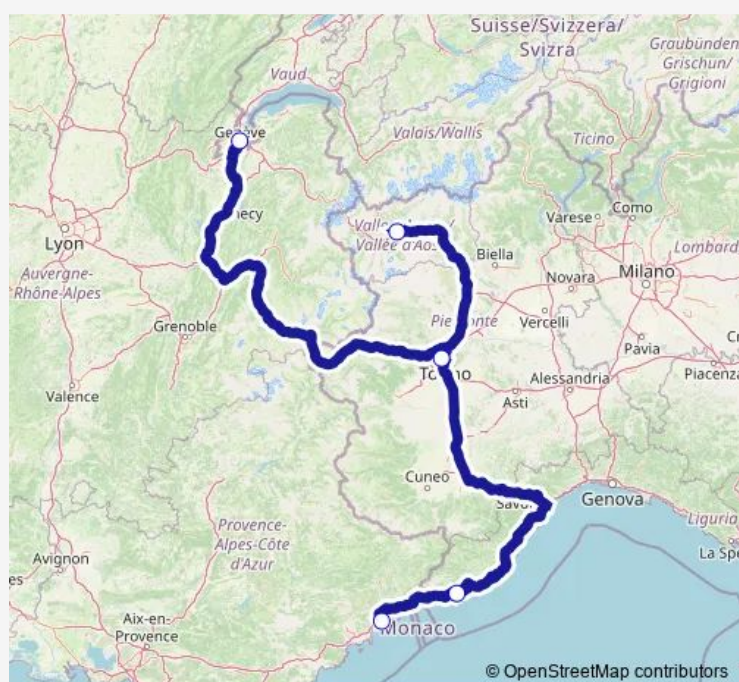 Suisse/Svizzera/
Svizra
Graubünden/
Grischun/
Grigioni
Vaud
Genève
Valais/Wallis
Ticino
Lyon
Varese
Como
Auvergne-
Rhône-Alpes
Biella
Lombard
Novara
Milano
Grenoble
Vercelli
Pavia
Piacenza
Valence
Asti
Alessandria
Cuneo
Genova
Provence-
Alpes-Côte
d'Azur
Liguria
La Spe
Avignon
Aix-en-
Provence
Monaco
© OpenStreetMap contributors